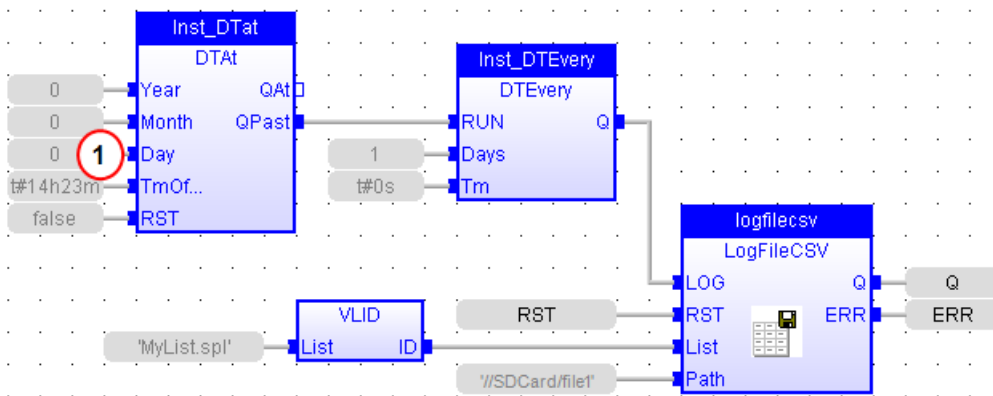 Inst_DTat
DTAt
0 Year QAt
0 Month QPast
0 1 Day
t#14h23m TmOf...
false RST
Inst_DTEvery
DTEvery
RUN Q
1 Days
t#0s Tm
logfilecsv
LogFileCSV
LOG Q Q
RST RST ERR ERR
VLID
'MyList.spl' List ID List
'//SDCard/file1' Path